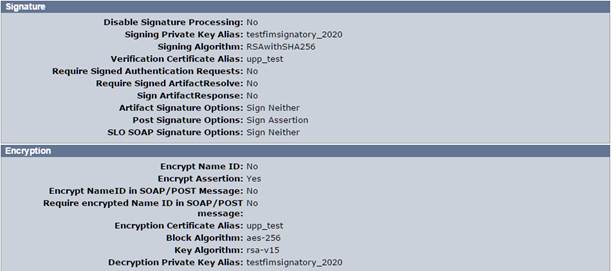 Signature
Disable Signature Processing: No
Signing Private Key Alias: testfimsignatory_2020
Signing Algorithm: RSAwithSHA256
Verification Certificate Alias: upp_test
Require Signed Authentication Requests: No
Require Signed ArtifactResolve: No
Sign ArtifactResponse: No
Artifact Signature Options: Sign Neither
Post Signature Options: Sign Assertion
SLO SOAP Signature Options: Sign Neither
Encryption
Encrypt Name ID: No
Encrypt Assertion: Yes
Encrypt NameID in SOAP/POST Message: No
Require encrypted Name ID in SOAP/POST No
message:
Encryption Certificate Alias: upp_test
Block Algorithm: aes-256
Key Algorithm: rsa-v15
Decryption Private Key Alias: testfimsignatory_2020